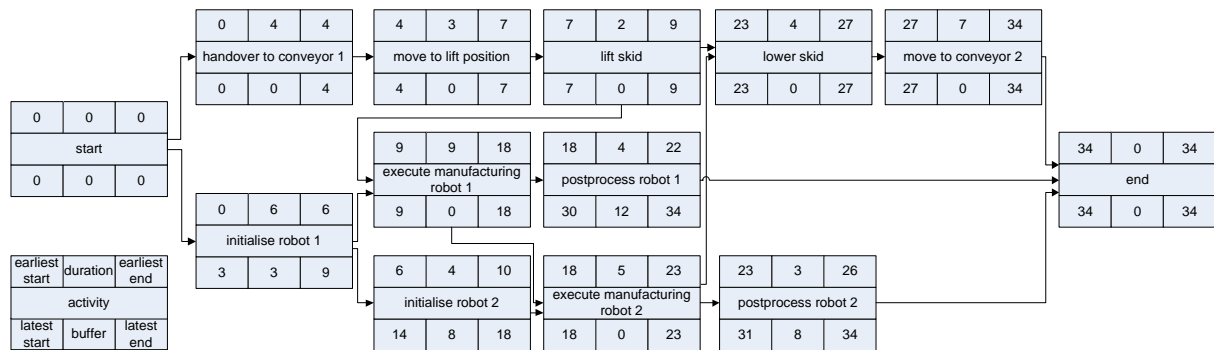 0 4 4
handover to conveyor 1
0 0 4
4 3 7
move to lift position
4 0 7
7 2 9
lift skid
7 0 9
23 4 27
lower skid
23 0 27
27 7 34
move to conveyor 2
27 0 34
0 0 0
start
0 0 0
9 9 18
execute manufacturing
robot 1
9 0 18
18 4 22
postprocess robot 1
30 12 34
34 0 34
end
34 0 34
0 6 6
initialise robot 1
3 3 9
6 4 10
initialise robot 2
14 8 18
18 5 23
execute manufacturing
robot 2
18 0 23
23 3 26
postprocess robot 2
31 8 34
earliest duration earliest
start end
activity
latest buffer latest
start end